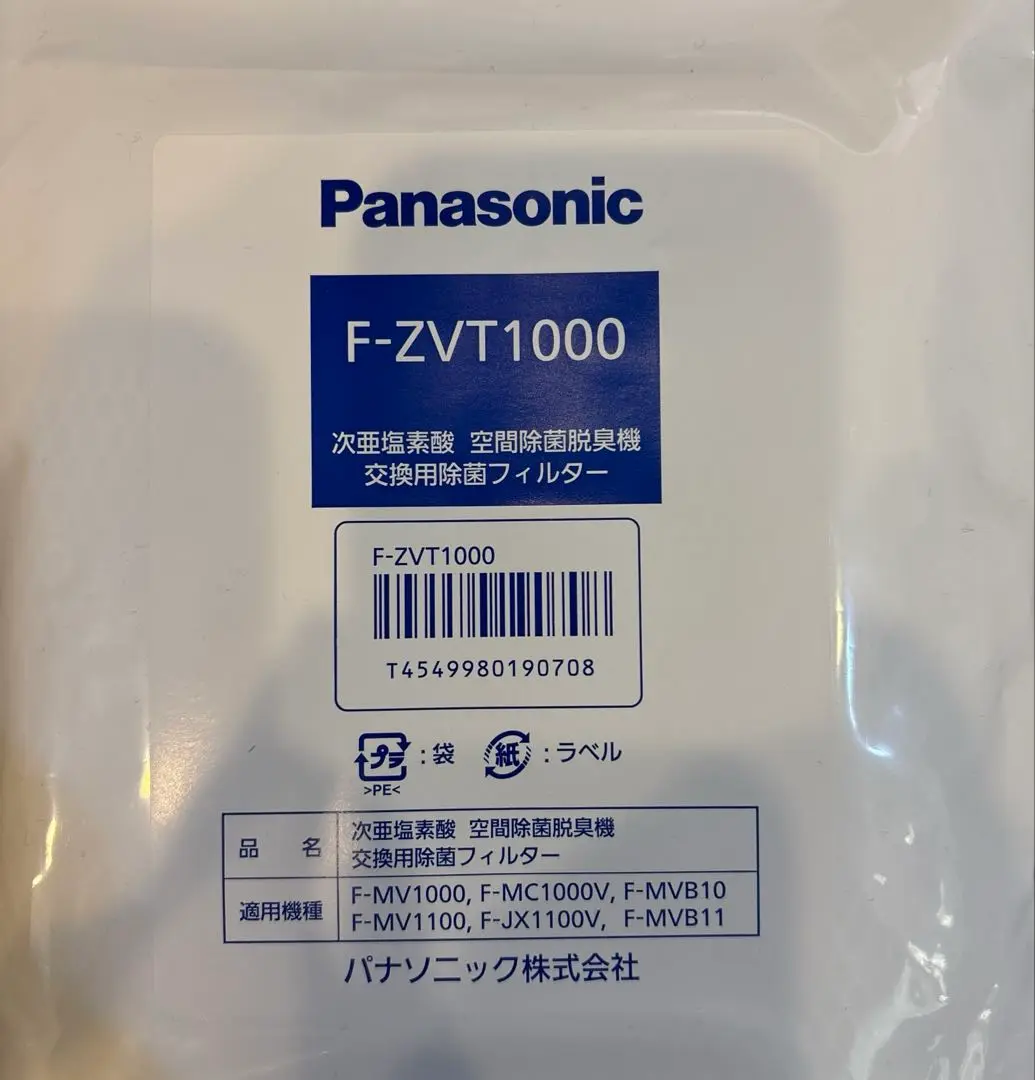 Panasonic
F-ZVT1000
次亜塩素酸 空間除菌脱臭機
交換用除菌フィルター
F-ZVT1000
T4549980190708
プラ :袋 紙 :ラベル
>PE<
品 名 次亜塩素酸 空間除菌脱臭機
交換用除菌フィルター
適用機種 F-MV1000, F-MC1000V, F-MVB10
F-MV1100, F-JX1100V, F-MVB11
パナソニック株式会社